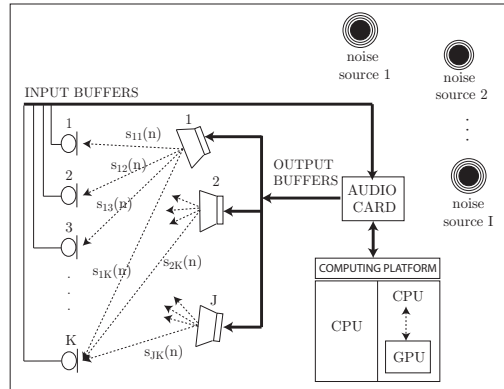 noise
source 1
noise
source 2
INPUT BUFFERS
1
s11(n)
1
2
s12(n)
OUTPUT
BUFFERS
2
AUDIO
CARD
noise
source I
3
s13(n)
s1K(n)
s2K(n)
COMPUTING PLATFORM
J
CPU
CPU
GPU
K
sJK(n)